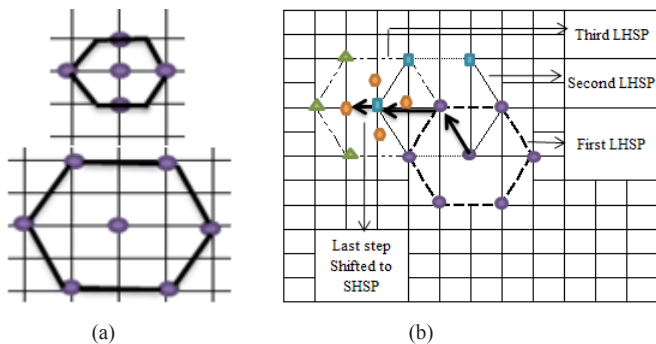 Third LHSP
Second LHSP
First LHSP
Last step
Shifted to
SHSP
(a)
(b)